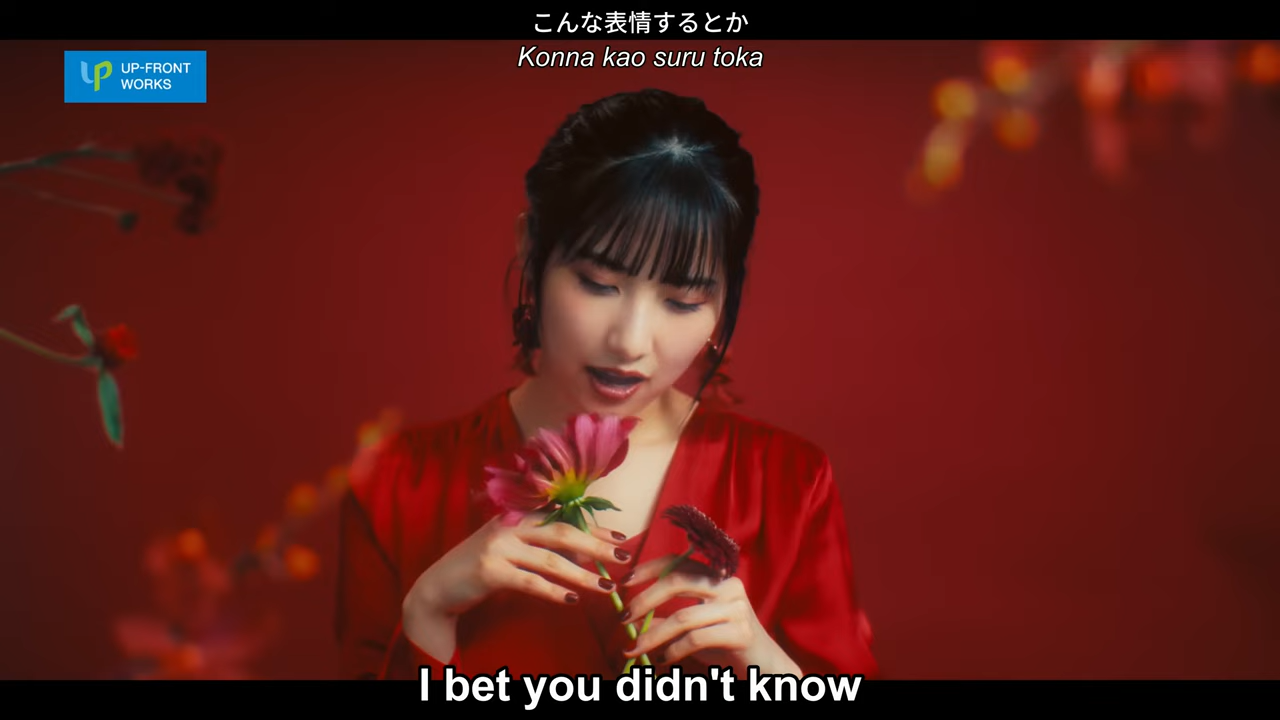 こんな表情するとか
Konna kao suru toka
UP-FRONT
WORKS
I bet you didn't know